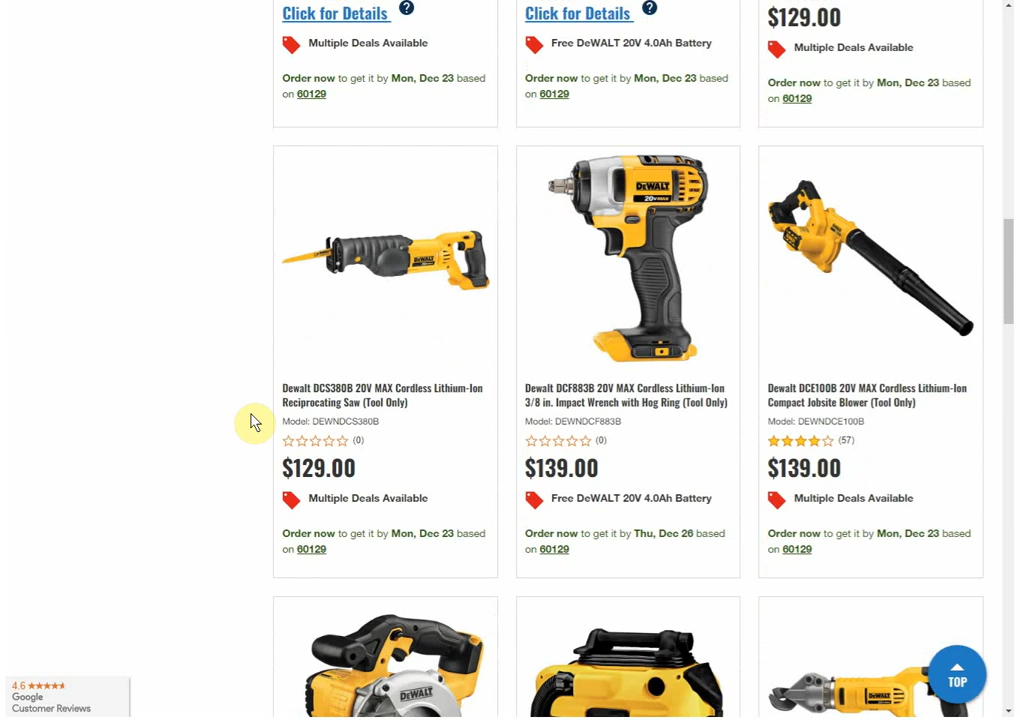 Click for Details ?
Multiple Deals Available
Order now to get it by Mon, Dec 23 based
on 60129
Click for Details ?
Free DeWALT 20V 4.0Ah Battery
Order now to get it by Mon, Dec 23 based
on 60129
$129.00
Multiple Deals Available
Order now to get it by Mon, Dec 23 based
on 60129
DEWALT
Dewalt DCS380B 20V MAX Cordless Lithium-Ion
Reciprocating Saw (Tool Only)
Model: DEWNDCS380B
(0)
$129.00
Multiple Deals Available
Order now to get it by Mon, Dec 23 based
on 60129
DEWALT
20V MAX
Dewalt DCF883B 20V MAX Cordless Lithium-Ion
3/8 in. Impact Wrench with Hog Ring (Tool Only)
Model: DEWNDCF883B
(0)
$139.00
Free DeWALT 20V 4.0Ah Battery
Order now to get it by Thu, Dec 26 based
on 60129
Dewalt DCE100B 20V MAX Cordless Lithium-Ion
Compact Jobsite Blower (Tool Only)
Model: DEWNDCE100B
(57)
$139.00
Multiple Deals Available
Order now to get it by Mon, Dec 23 based
on 60129
DEWALT
DEWALT
TOP
4.6
Google
Customer Reviews